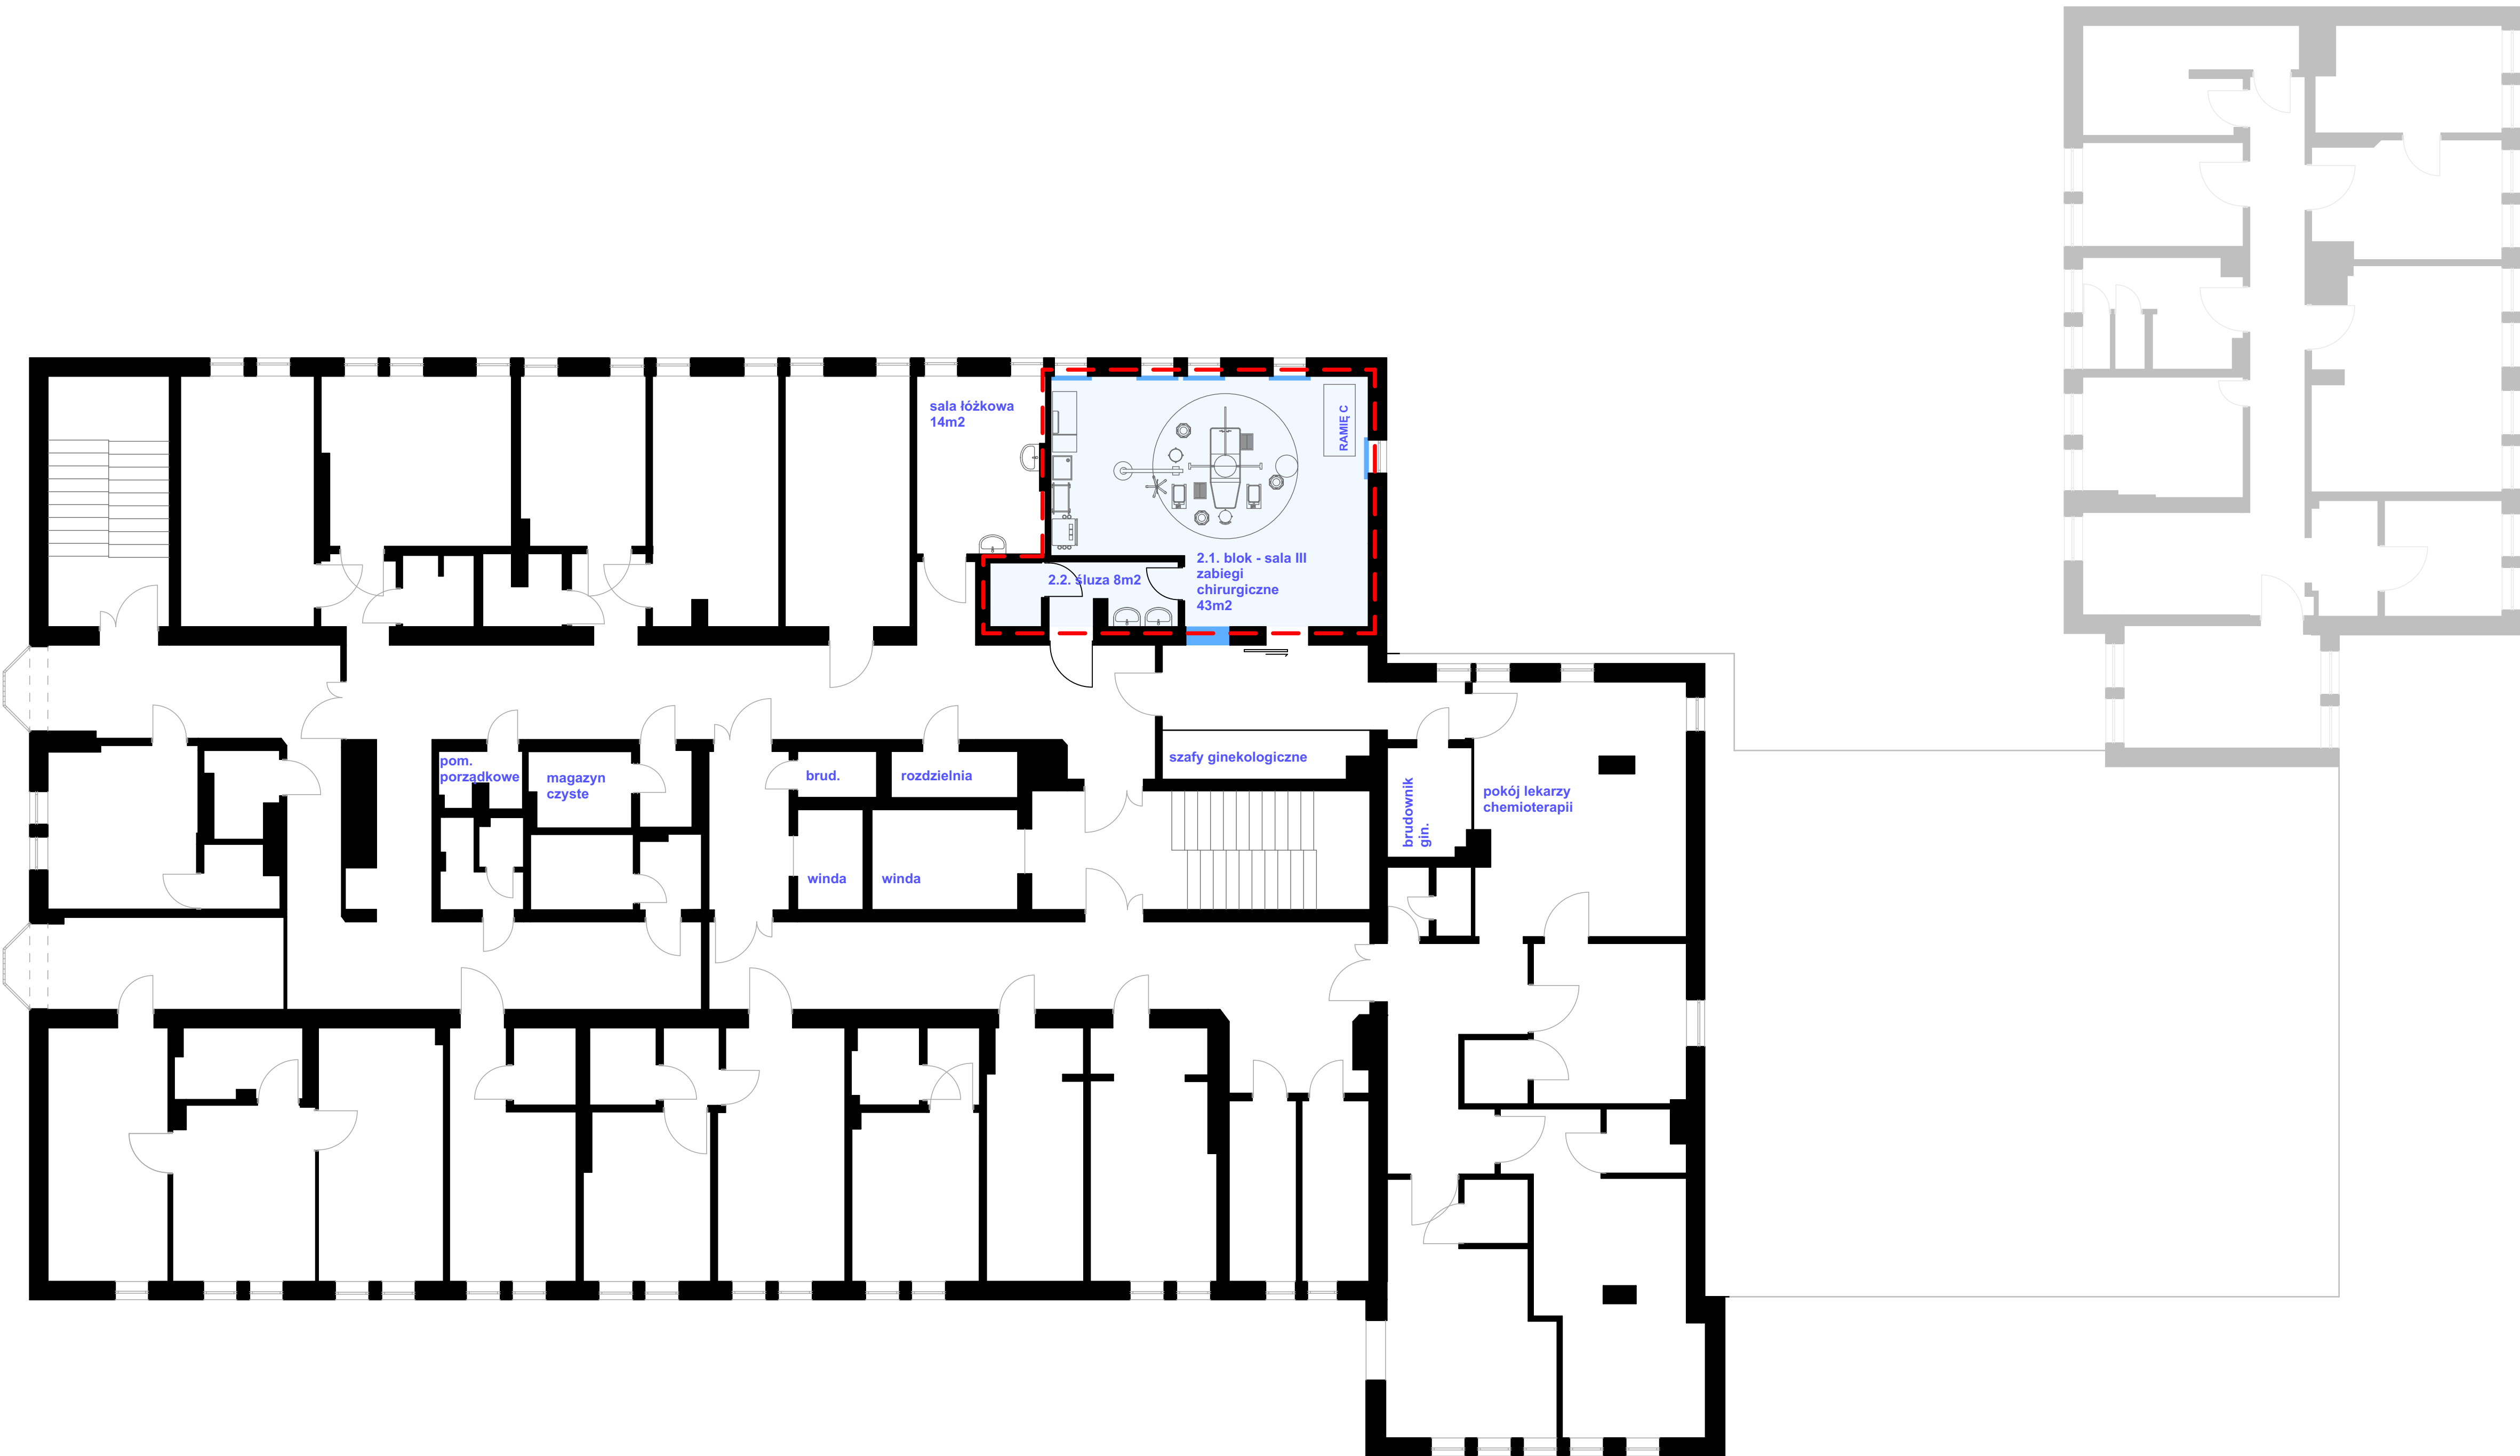 sala łóżkowa
14m2
RAMIĘ C
2.1. blok - sala III
zabiegi
chirurgiczne
43m2
2.2. śluza 8m2
pom.
porządkowe
magazyn
czyste
brud.
rozdzielnia
szafy ginekologiczne
brudownik
gin.
pokój lekarzy
chemioterapii
winda
winda